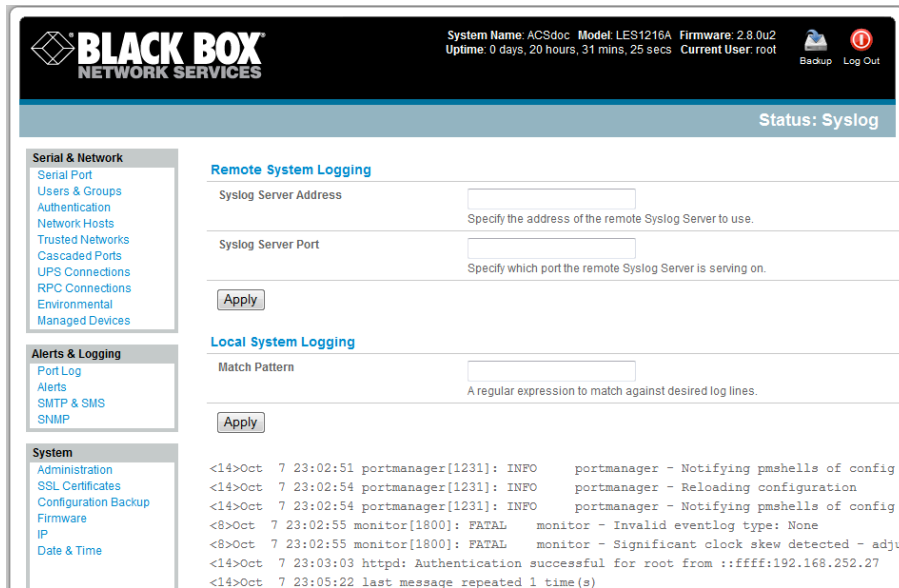 BLACK BOX
NETWORK SERVICES
System Name: ACSdoc Model: LES1216A Firmware: 2.8.0u2
Uptime: 0 days, 20 hours, 31 mins, 25 secs Current User: root
Backup
Log Out
Status: Syslog
Serial & Network
Serial Port
Users & Groups
Authentication
Network Hosts
Trusted Networks
Cascaded Ports
UPS Connections
RPC Connections
Environmental
Managed Devices
Alerts & Logging
Port Log
Alerts
SMTP & SMS
SNMP
System
Administration
SSL Certificates
Configuration Backup
Firmware
IP
Date & Time
Remote System Logging
Syslog Server Address
Specify the address of the remote Syslog Server to use.
Syslog Server Port
Specify which port the remote Syslog Server is serving on.
Apply
Local System Logging
Match Pattern
A regular expression to match against desired log lines.
Apply
<14>Oct 7 23:02:51 portmanager[1231]: INFO portmanager - Notifying pmshells of config
<14>Oct 7 23:02:54 portmanager[1231]: INFO portmanager - Reloading configuration
<14>Oct 7 23:02:54 portmanager[1231]: INFO portmanager - Notifying pmshells of config
<8>Oct 7 23:02:55 monitor[1800]: FATAL monitor - Invalid eventlog type: None
<8>Oct 7 23:02:55 monitor[1800]: FATAL monitor - Significant clock skew detected - adju
<14>Oct 7 23:03:03 httpd: Authentication successful for root from ::ffff:192.168.252.27
<14>Oct 7 23:05:22 last message repeated 1 time(s)